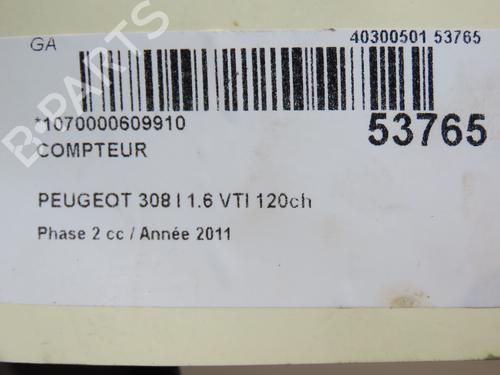 GA 40300501 53765
*1070000609910 53765
COMPTEUR
PEUGEOT 308 I 1.6 VTI 120ch
Phase 2 cc / Année 2011
B-PARTS